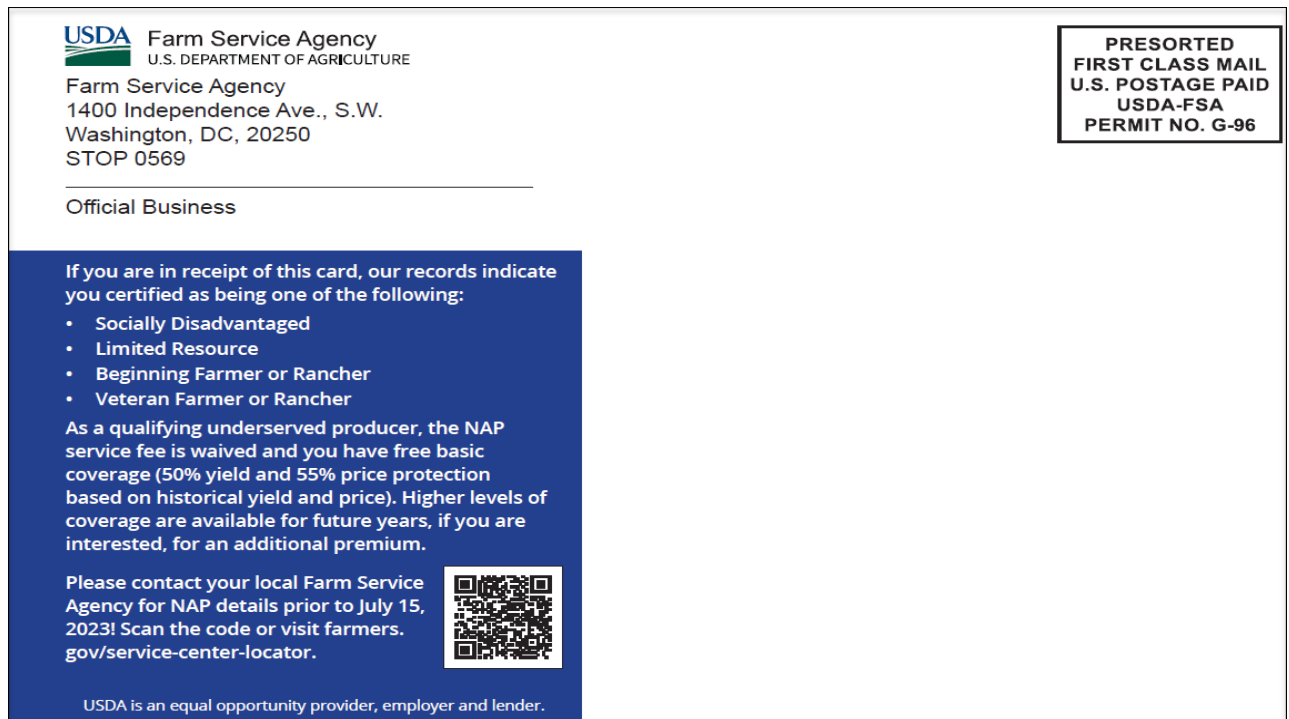 USDA Farm Service Agency
U.S. DEPARTMENT OF AGRICULTURE
Farm Service Agency
1400 Independence Ave., S.W.
Washington, DC, 20250
STOP 0569
Official Business
PRESORTED
FIRST CLASS MAIL
U.S. POSTAGE PAID
USDA-FSA
PERMIT NO. G-96
If you are in receipt of this card, our records indicate
you certified as being one of the following:
• Socially Disadvantaged
• Limited Resource
• Beginning Farmer or Rancher
• Veteran Farmer or Rancher
As a qualifying underserved producer, the NAP
service fee is waived and you have free basic
coverage (50% yield and 55% price protection
based on historical yield and price). Higher levels of
coverage are available for future years, if you are
interested, for an additional premium.
Please contact your local Farm Service
Agency for NAP details prior to July 15,
2023! Scan the code or visit farmers.
gov/service-center-locator.
USDA is an equal opportunity provider, employer and lender.